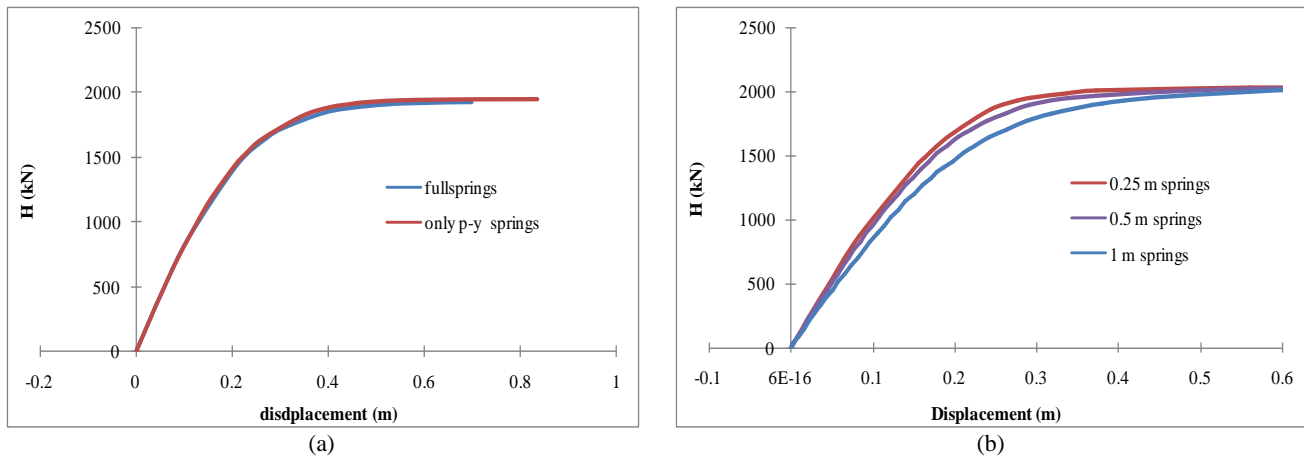 2500
2000
1500
1000
500
0
H (kN)
fullsprings
only p-y springs
-0.2 0 0.2 0.4 0.6 0.8 1
disdplacement (m)
(a)
2500
2000
1500
1000
500
0
H (kN)
0.25 m springs
0.5 m springs
1 m springs
-0.1 6E-16 0.1 0.2 0.3 0.4 0.5 0.6
Displacement (m)
(b)